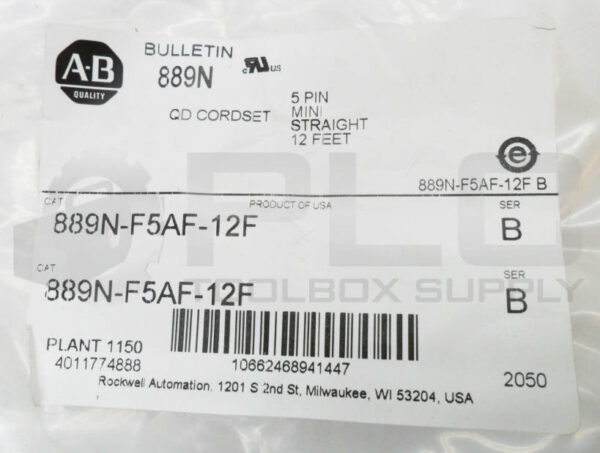 A-B
QUALITY
BULLETIN
889N
c RU US
QD CORDSET
5 PIN
MINI
STRAIGHT
12 FEET
e
889N-F5AF-12F B
CAT
PRODUCT OF USA
SER
889N-F5AF-12F
B
PLC
TOOLBOX SUPPLY
CAT
SER
889N-F5AF-12F
B
PLANT 1150
4011774888
10662468941447
2050
Rockwell Automation, 1201 S 2nd St, Milwaukee, WI 53204, USA